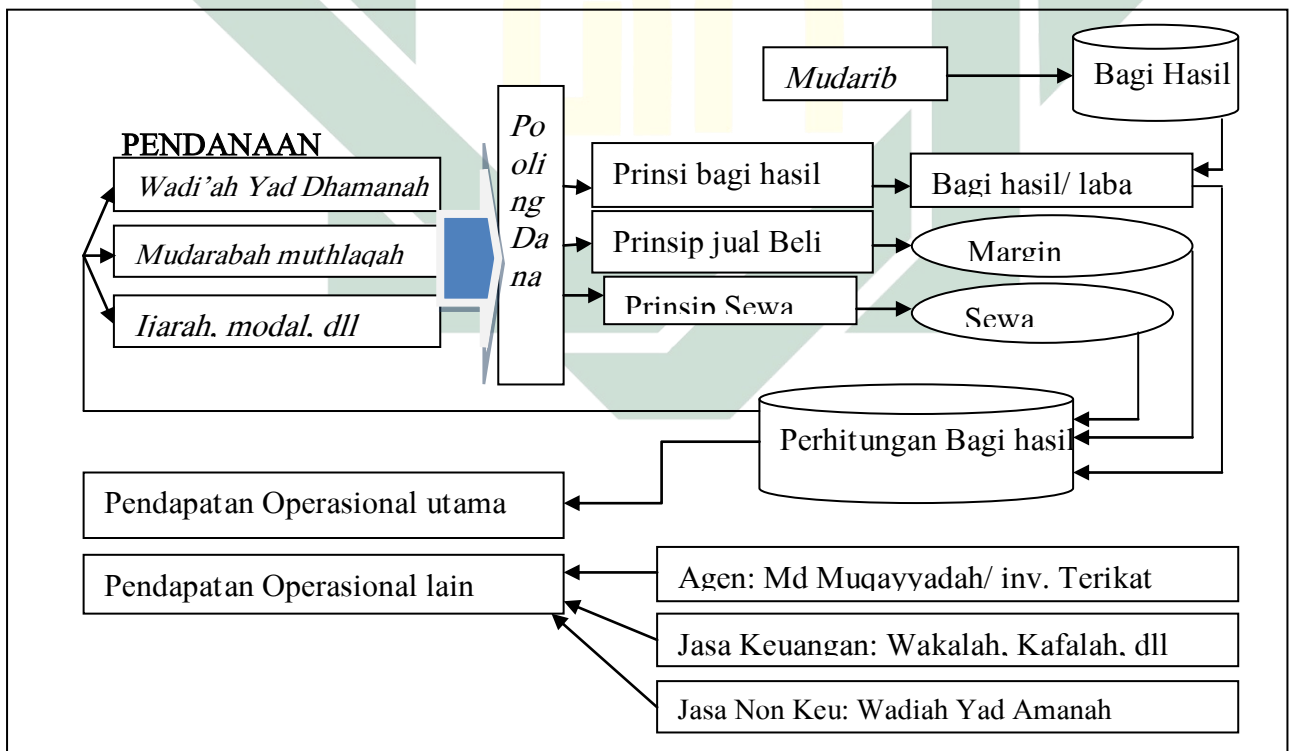 Mudarib
Bagi Hasil
PENDANAAN
Wadi'ah Yad Dhamanah
Mudarabah muthlaqah
Ijarah, modal, dll
Po
oli
ng
Da
na
Prinsi bagi hasil
Bagi hasil/ laba
Prinsip jual Beli
Margin
Prinsip Sewa
Sewa
Perhitungan Bagi hasil
Pendapatan Operasional utama
Pendapatan Operasional lain
Agen: Md Muqayyadah/ inv. Terikat
Jasa Keuangan: Wakalah, Kafalah, dll
Jasa Non Keu: Wadiah Yad Amanah